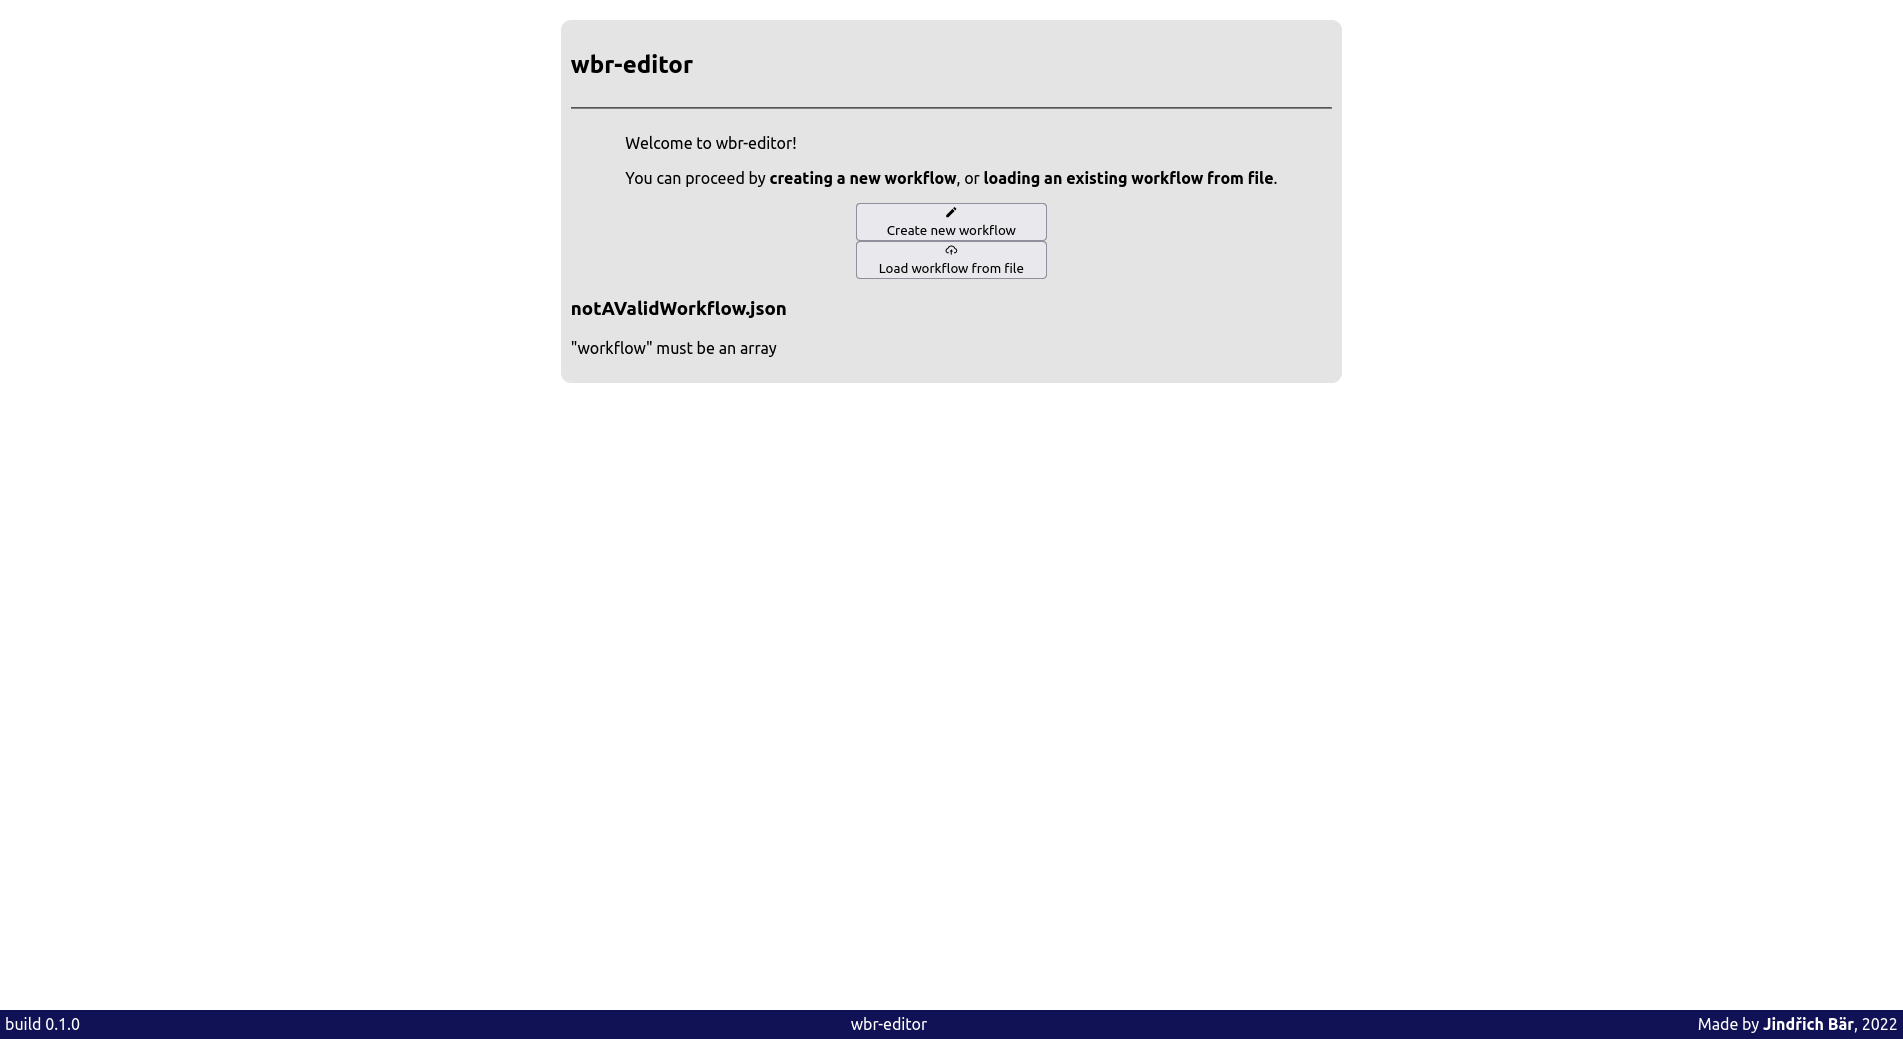 wbr-editor
Welcome to wbr-editor!
You can proceed by creating a new workflow, or loading an existing workflow from file.
Create new workflow
Load workflow from file
notAValidWorkflow.json
"workflow" must be an array
build 0.1.0
wbr-editor
Made by Jindřich Bär, 2022